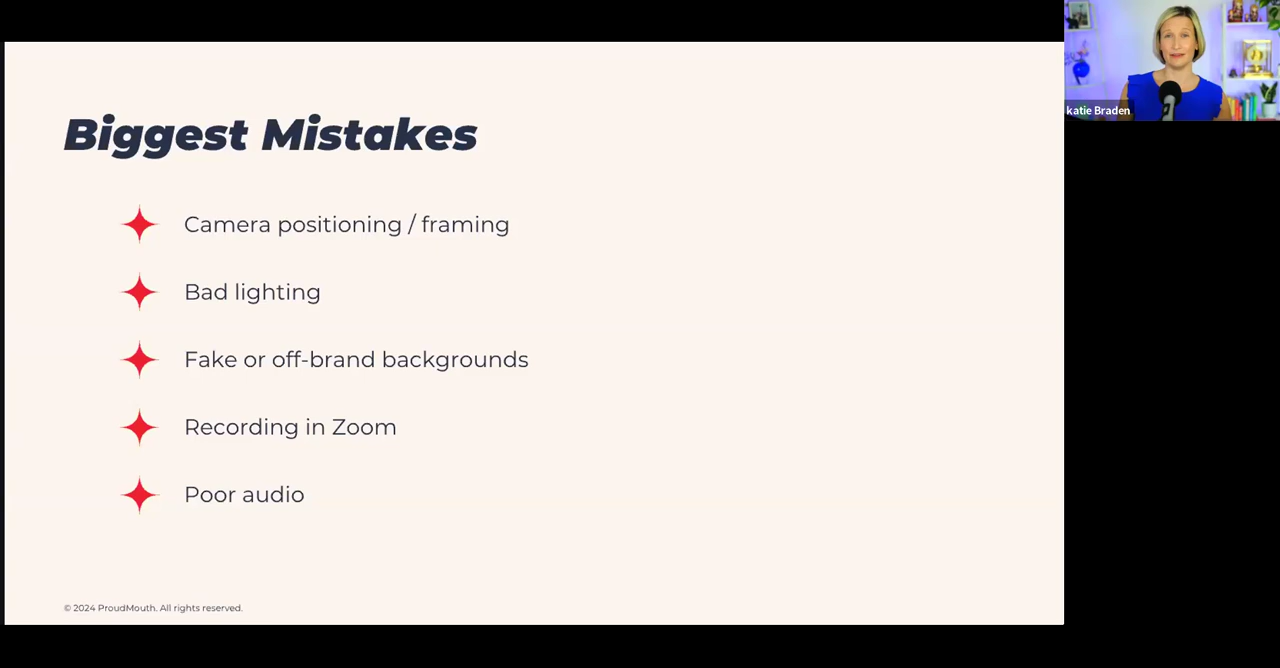 Biggest Mistakes
Camera positioning / framing
Bad lighting
Fake or off-brand backgrounds
Recording in Zoom
Poor audio
© 2024 ProudMouth. All rights reserved.
katie Braden